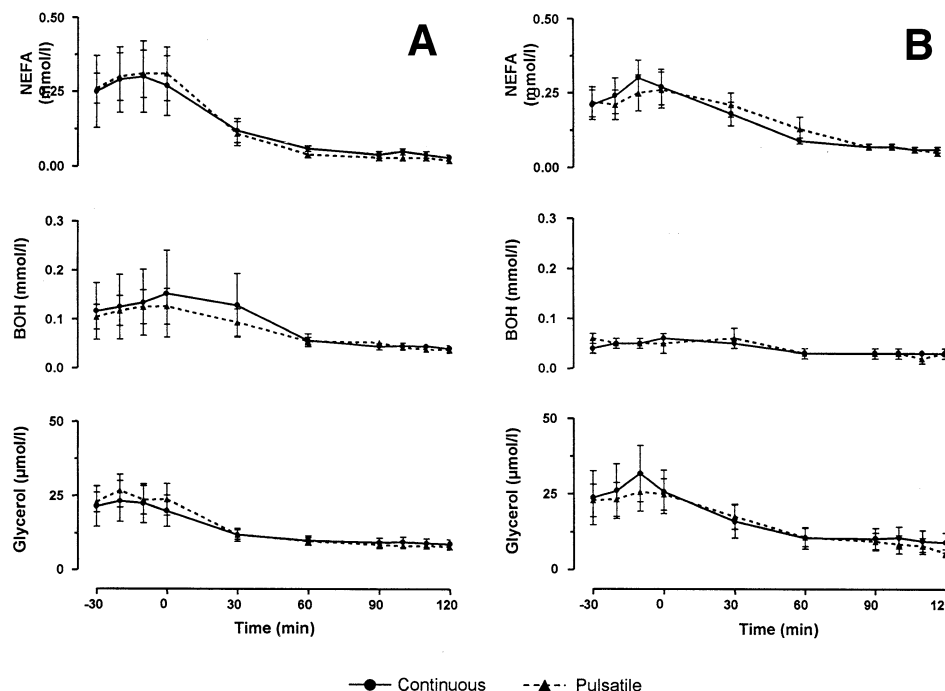 A
0.50
0.25
0.00
NEFA
(mmol/l)
0.3
0.2
0.1
0.0
BOH (mmol/l)
50
25
0
Glycerol (µmol/l)
-30 0 30 60 90 120
Time (min)
B
0.50
0.25
0.00
NEFA
(mmol/l)
0.3
0.2
0.1
0.0
BOH (mmol/l)
50
25
0
Glycerol (µmol/l)
-30 0 30 60 90 120
Time (min)
Continuous Pulsatile